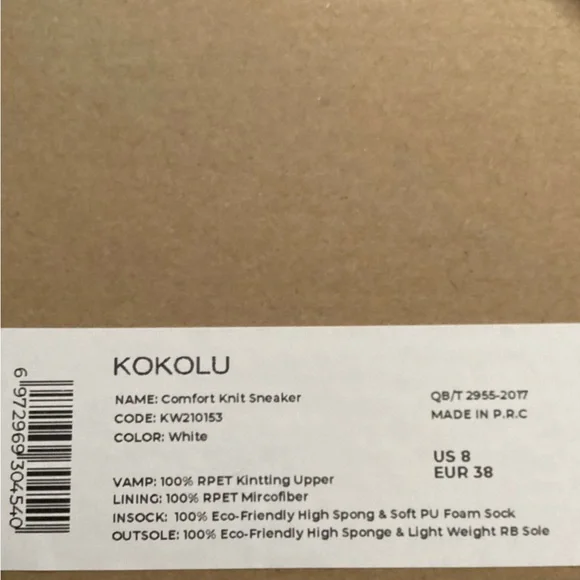 KOKOLU
NAME: Comfort Knit Sneaker
CODE: KW210153
COLOR: White
QB/T 2955-2017
MADE IN P.R.C
US 8
EUR 38
VAMP: 100% RPET Kintting Upper
LINING: 100% RPET Mircofiber
INSOCK: 100% Eco-Friendly High Spong & Soft PU Foam Sock
OUTSOLE: 100% Eco-Friendly High Sponge & Light Weight RB Sole
6 972969 304540